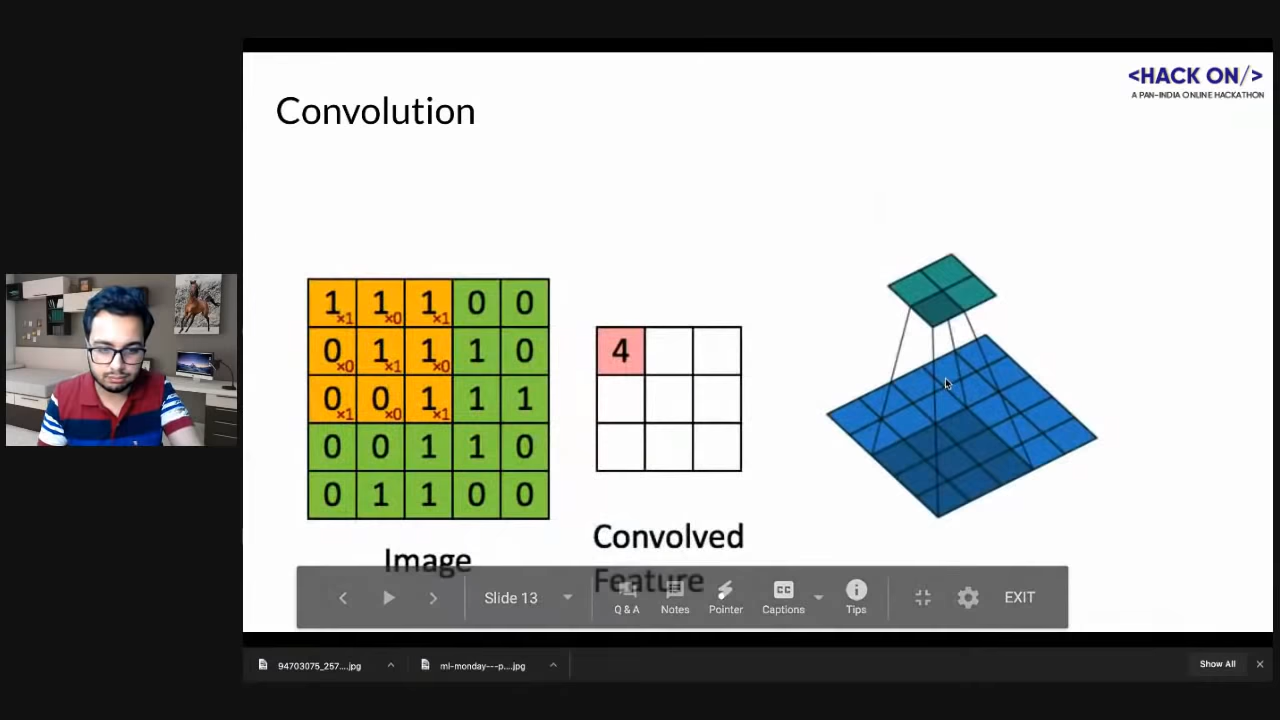 <HACK ON/>
A PAN-INDIA ONLINE HACKATHON
Convolution
1×1 1×0 1×1 0 0
0×0 1×1 1×0 1 0
0×1 0×0 1×1 1 1
0 0 1 1 0
0 1 1 0 0
4
Image
Convolved
Feature
Slide 13
Q & A
Notes
Pointer
CC
Captions
Tips
EXIT
94703075_257....jpg
ml-monday---p....jpg
Show All